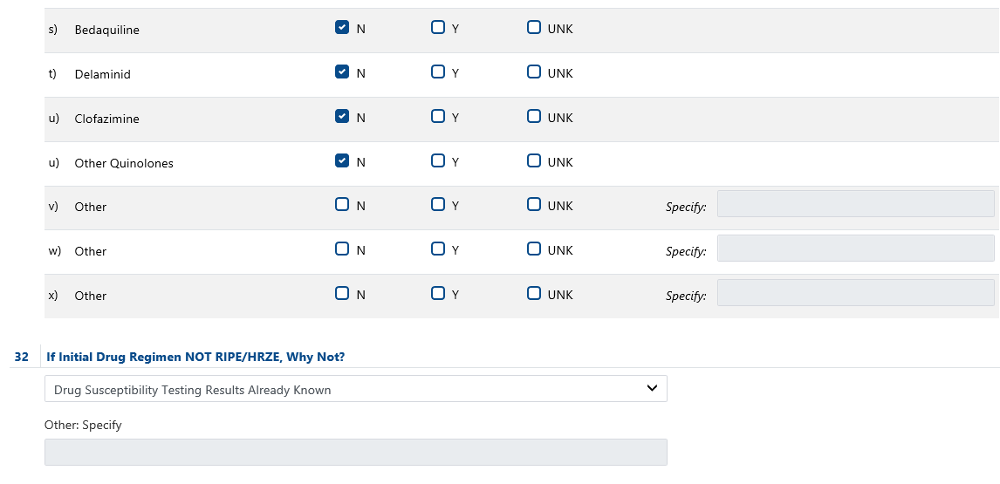 s) Bedaquiline N Y UNK
t) Delaminid N Y UNK
u) Clofazimine N Y UNK
u) Other Quinolones N Y UNK
v) Other N Y UNK Specify:
w) Other N Y UNK Specify:
x) Other N Y UNK Specify:
32 If Initial Drug Regimen NOT RIPE/HRZE, Why Not?
Drug Susceptibility Testing Results Already Known
Other: Specify